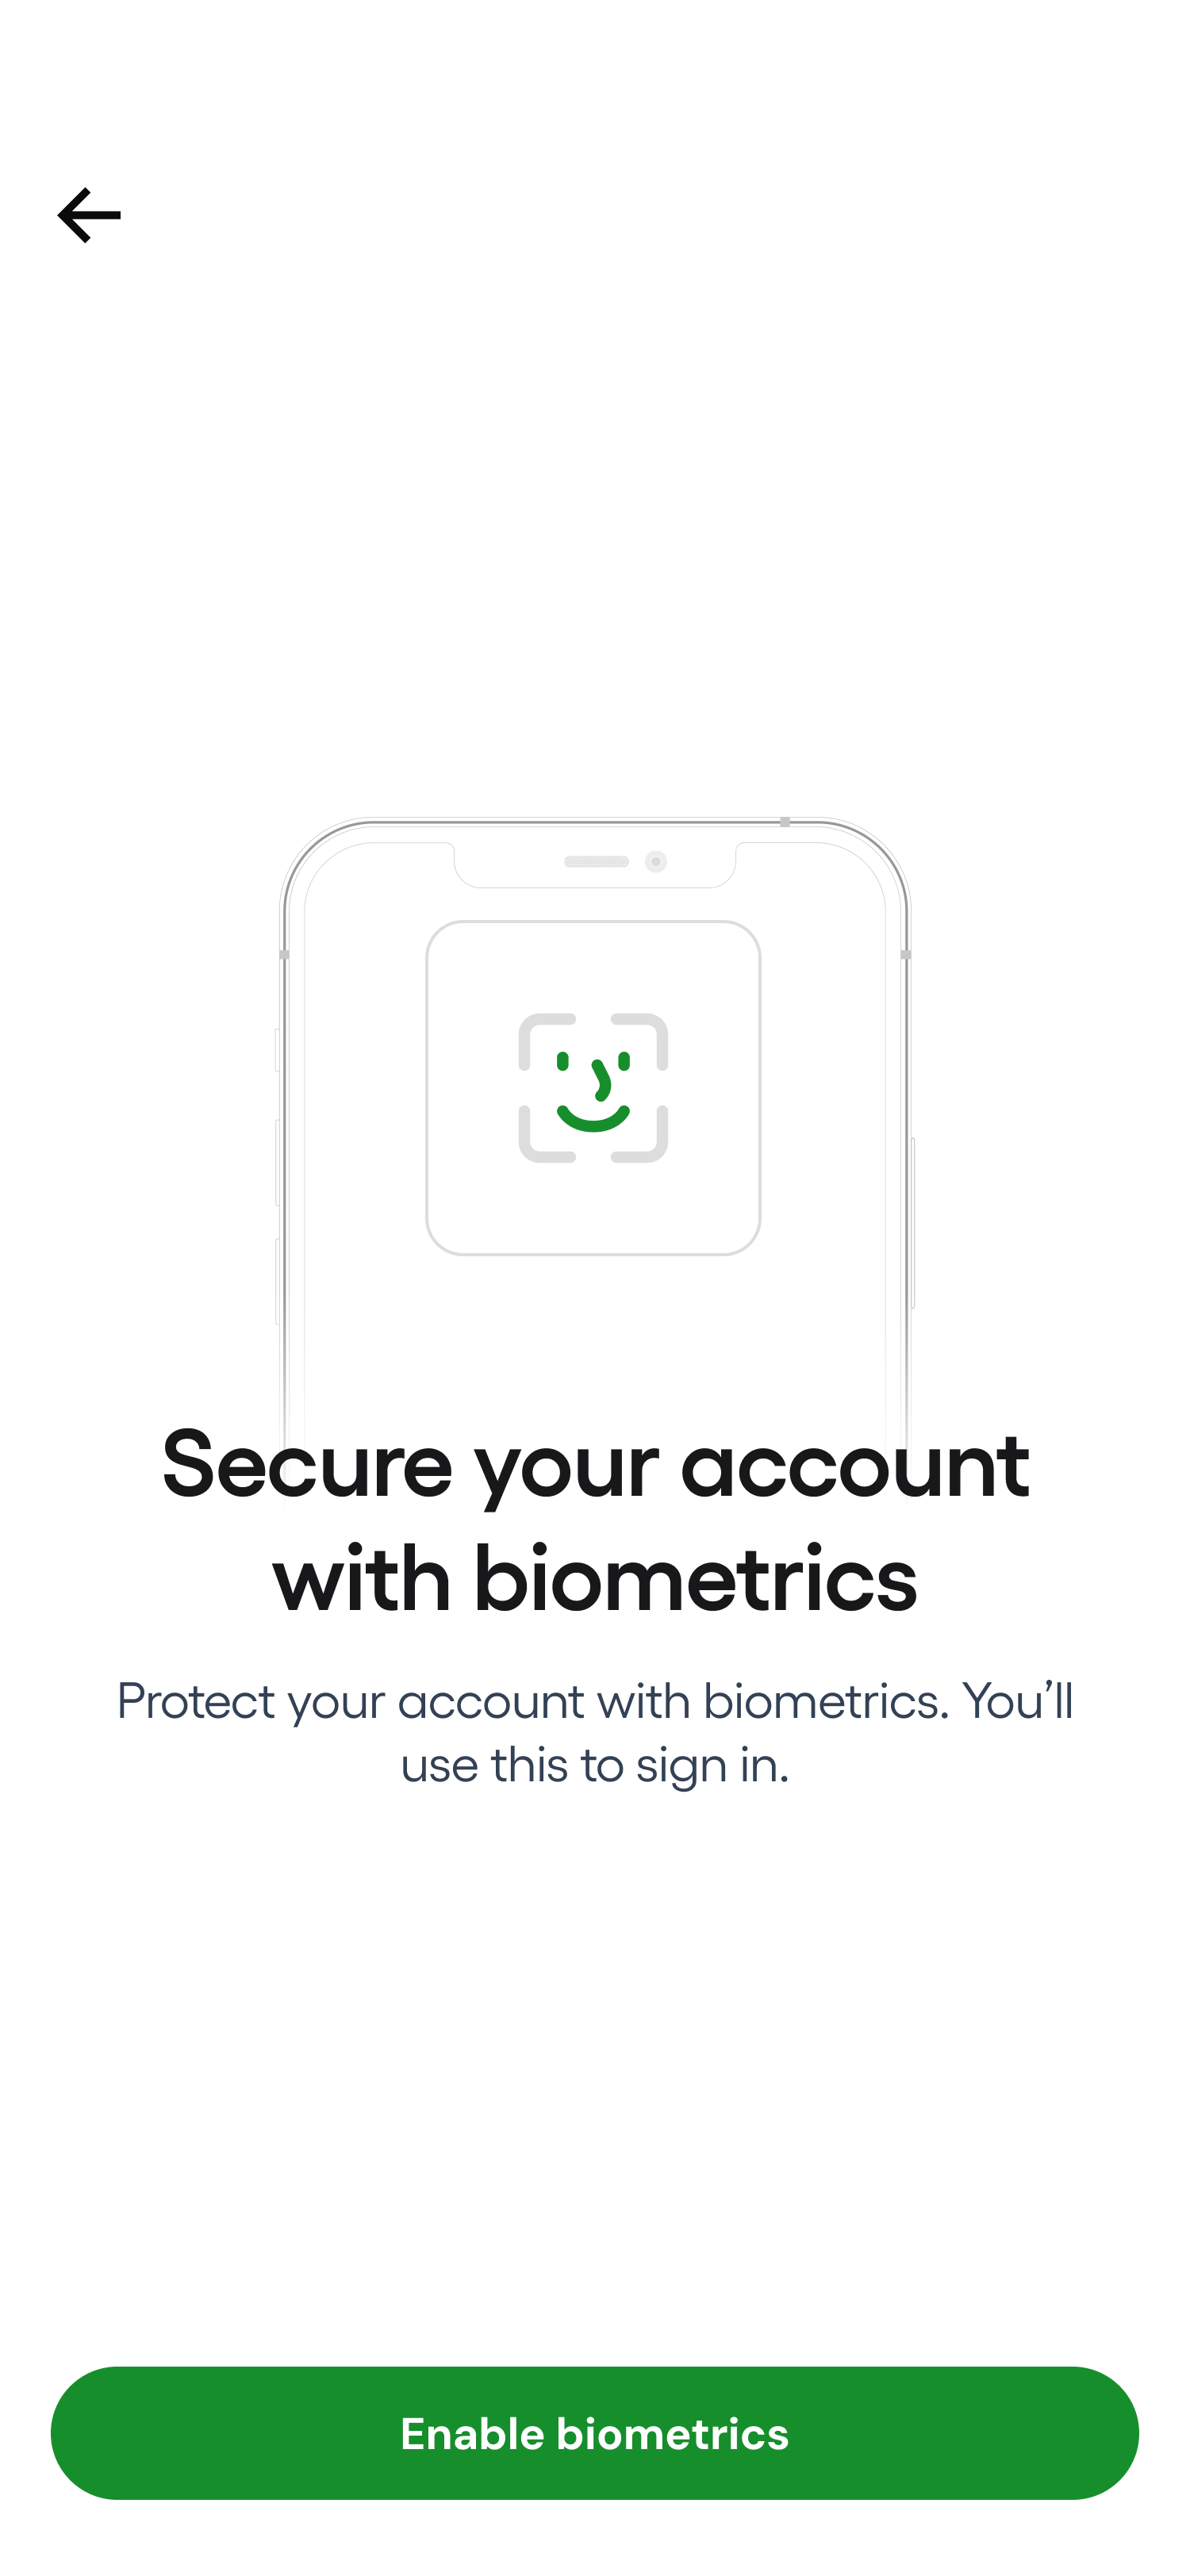 Secure your account
with biometrics
Protect your account with biometrics. You’ll
use this to sign in.
Enable biometrics